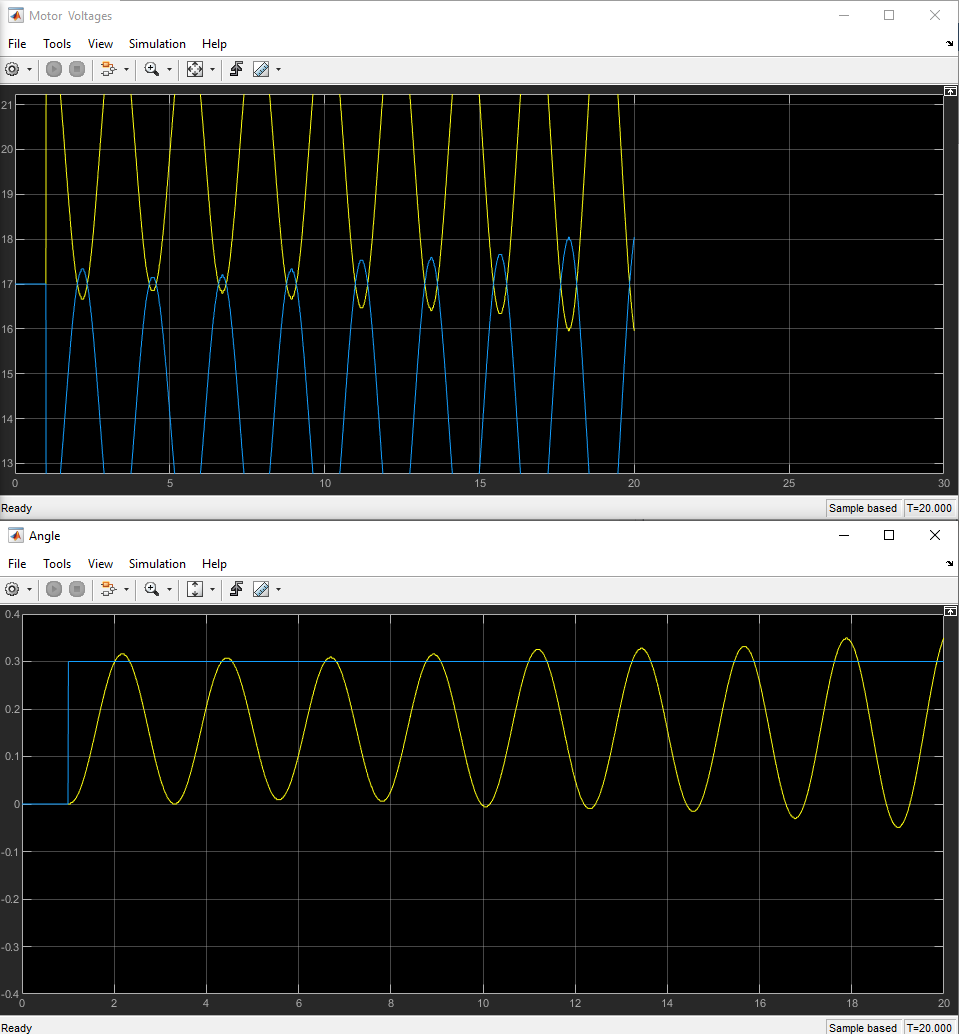 Motor Voltages
File Tools View Simulation Help
21
20
19
18
17
16
15
14
13
0 5 10 15 20 25 30
Ready Sample based T=20.000
Angle
File Tools View Simulation Help
0.4
0.3
0.2
0.1
0
-0.1
-0.2
-0.3
-0.4
0 2 4 6 8 10 12 14 16 18 20
Ready Sample based T=20.000